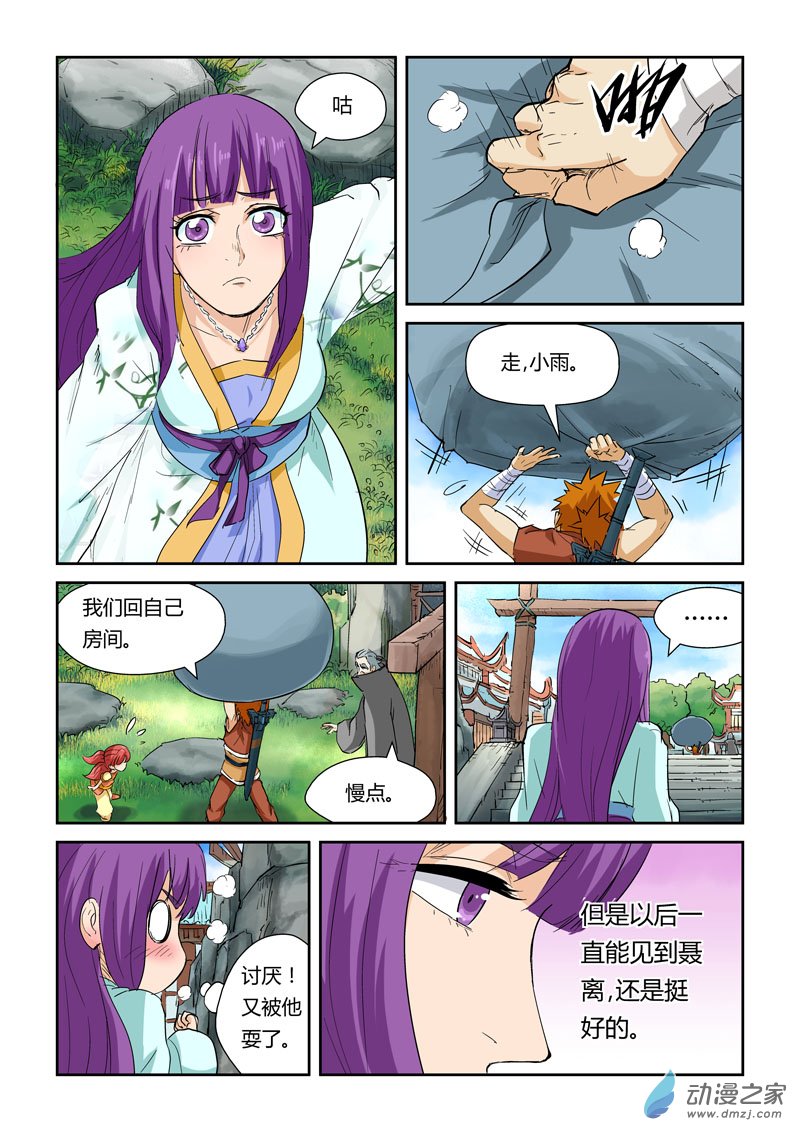 咕
啪
走，小雨。
我们回自己
房间。
慢点。
……
讨厌！
又被他
耍了。
但是以后一
直能见到聂
离，还是挺
好的。
动漫之家
www.dmzj.com